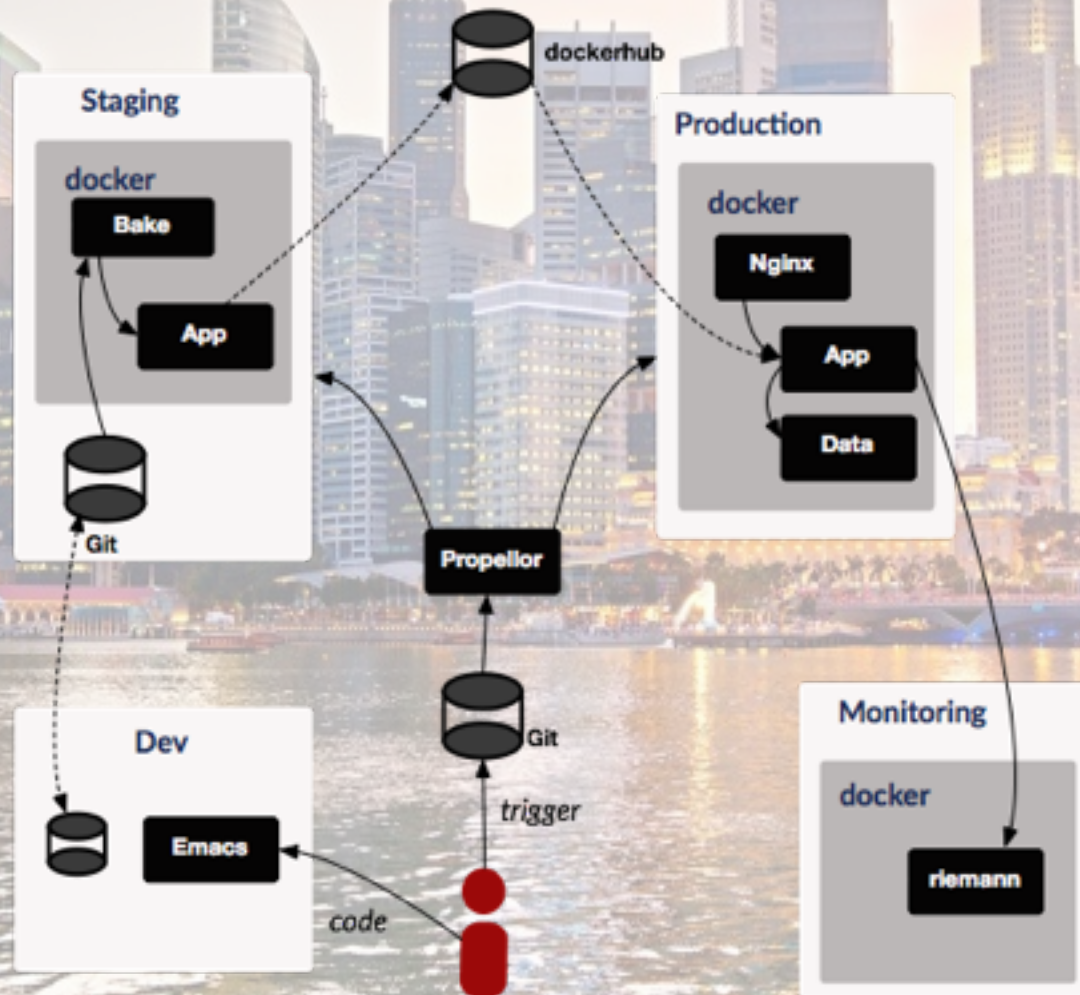 dockerhub
Staging
docker
Bake
App
Git
Production
docker
Nginx
App
Data
Propellor
Git
trigger
Dev
Emacs
code
Monitoring
docker
riemann